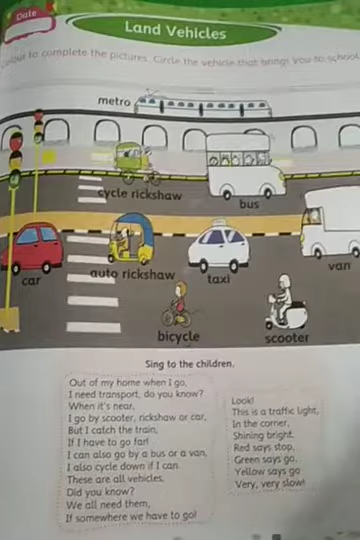 Date
Land Vehicles
Colour to complete the pictures. Circle the vehicle that brings you to school.
metro
cycle rickshaw
bus
car
auto rickshaw
taxi
van
bicycle
scooter
Sing to the children.
Out of my home when I go,
I need transport, do you know?
When it's near,
I go by scooter, rickshaw or car,
But I catch the train,
If I have to go far!
I can also go by a bus or a van,
I also cycle down if I can.
These are all vehicles,
Did you know?
We all need them,
If somewhere we have to go!
Look!
This is a traffic light,
In the corner,
Shining bright.
Red says stop,
Green says go,
Yellow says go
Very, very slow!